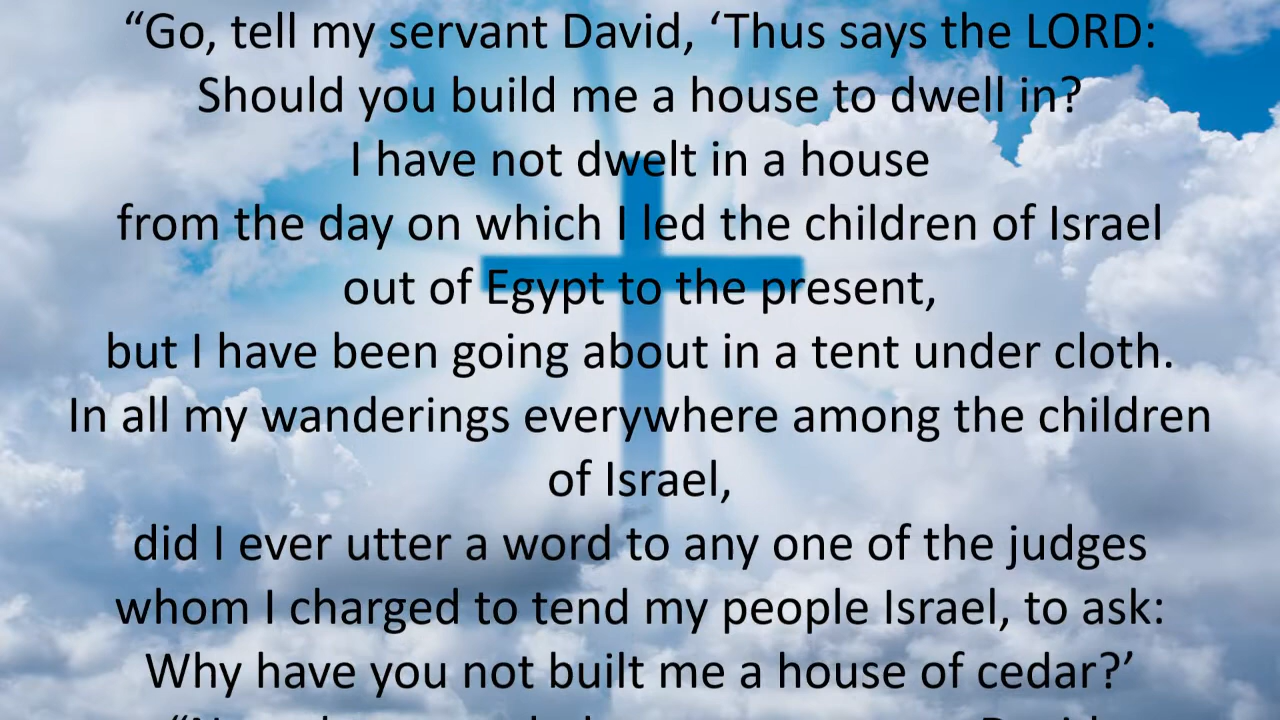 “Go, tell my servant David, ‘Thus says the LORD:
Should you build me a house to dwell in?
I have not dwelt in a house
from the day on which I led the children of Israel
out of Egypt to the present,
but I have been going about in a tent under cloth.
In all my wanderings everywhere among the children
of Israel,
did I ever utter a word to any one of the judges
whom I charged to tend my people Israel, to ask:
Why have you not built me a house of cedar?’